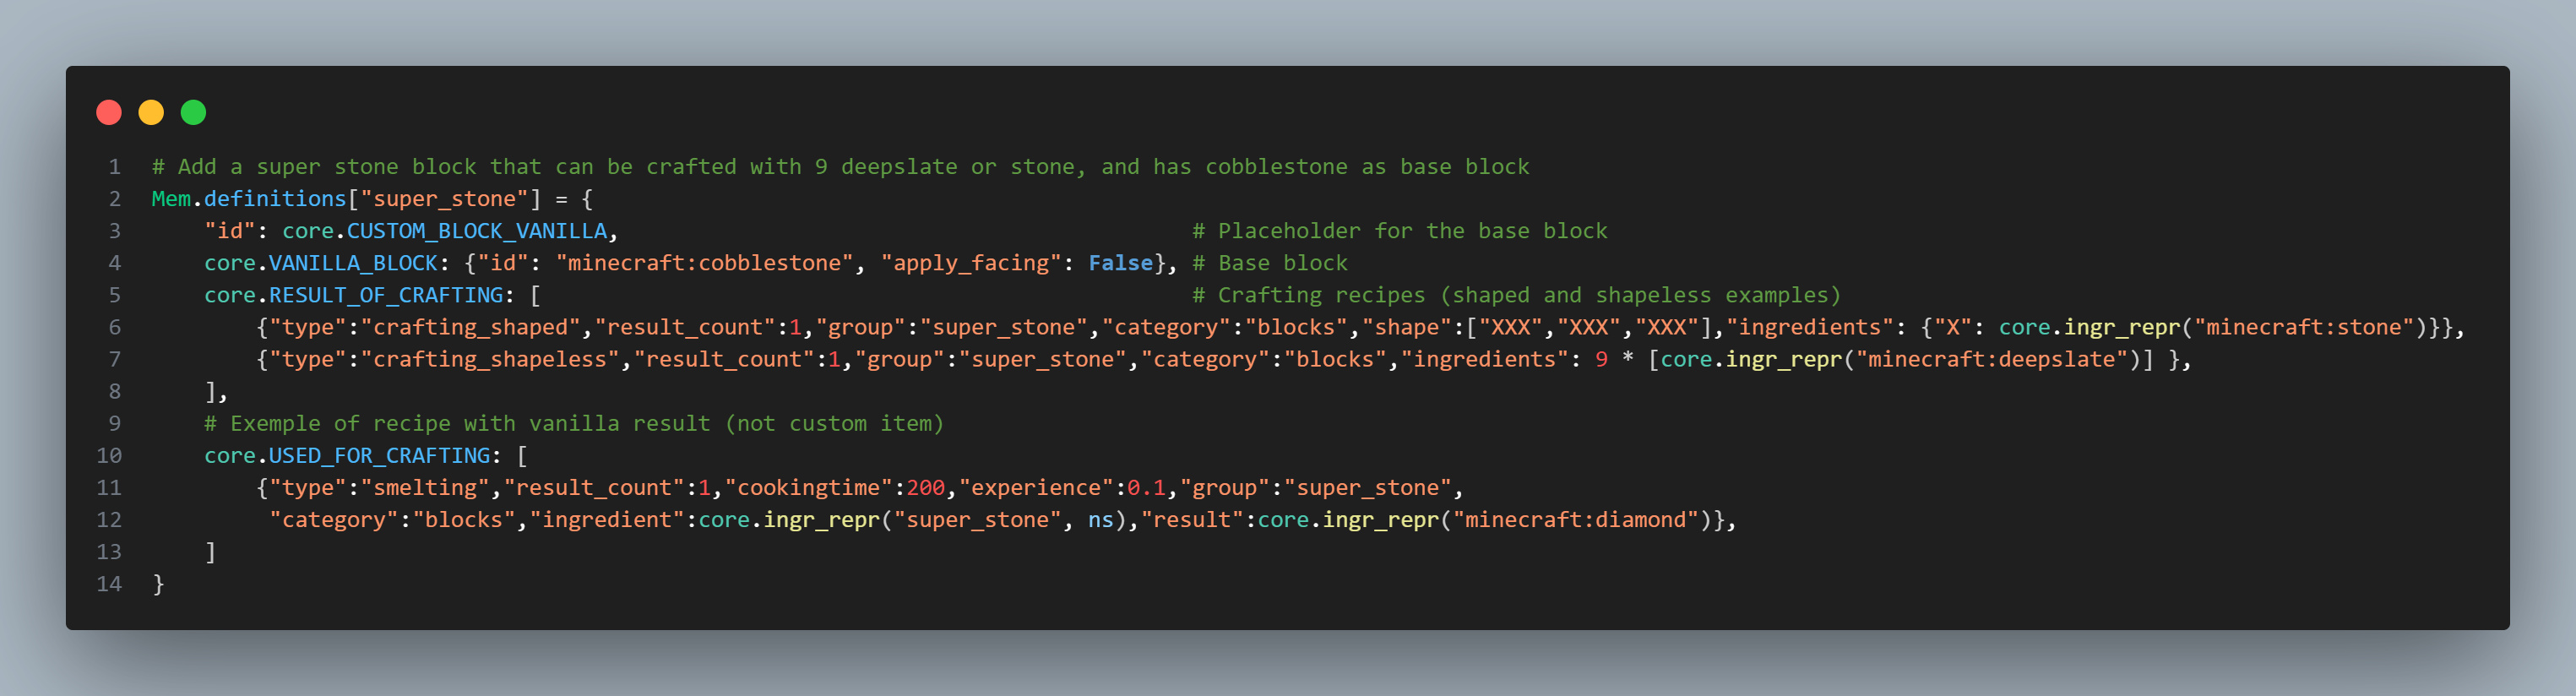 1 # Add a super stone block that can be crafted with 9 deepslate or stone, and has cobblestone as base block
2 Mem.definitions["super_stone"] = {
3     "id": core.CUSTOM_BLOCK_VANILLA,                                            # Placeholder for the base block
4     core.VANILLA_BLOCK: {"id": "minecraft:cobblestone", "apply_facing": False}, # Base block
5     core.RESULT_OF_CRAFTING: [                                                  # Crafting recipes (shaped and shapeless examples)
6         {"type":"crafting_shaped","result_count":1,"group":"super_stone","category":"blocks","shape":["XXX","XXX","XXX"],"ingredients": {"X": core.ingr_repr("minecraft:stone")}},
7         {"type":"crafting_shapeless","result_count":1,"group":"super_stone","category":"blocks","ingredients": 9 * [core.ingr_repr("minecraft:deepslate")] },
8     ],
9     # Exemple of recipe with vanilla result (not custom item)
10     core.USED_FOR_CRAFTING: [
11         {"type":"smelting","result_count":1,"cookingtime":200,"experience":0.1,"group":"super_stone",
12          "category":"blocks","ingredient":core.ingr_repr("super_stone", ns),"result":core.ingr_repr("minecraft:diamond")},
13     ]
14 }